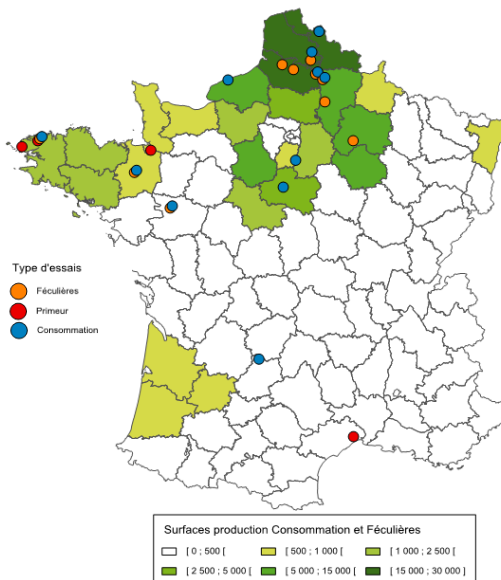 Type d'essais
Féculières
Primeur
Consommation
Surfaces production Consommation et Féculières
[ 0 ; 500 [ [ 500 ; 1 000 [ [ 1 000 ; 2 500 [
[ 2 500 ; 5 000 [ [ 5 000 ; 15 000 [ [ 15 000 ; 30 000 [